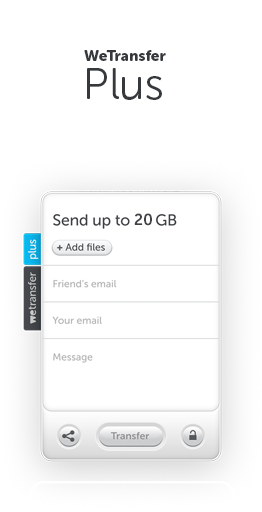 WeTransfer
Plus
Send up to 20 GB
+ Add files
plus
wetransfer
Friend's email
Your email
Message
Transfer